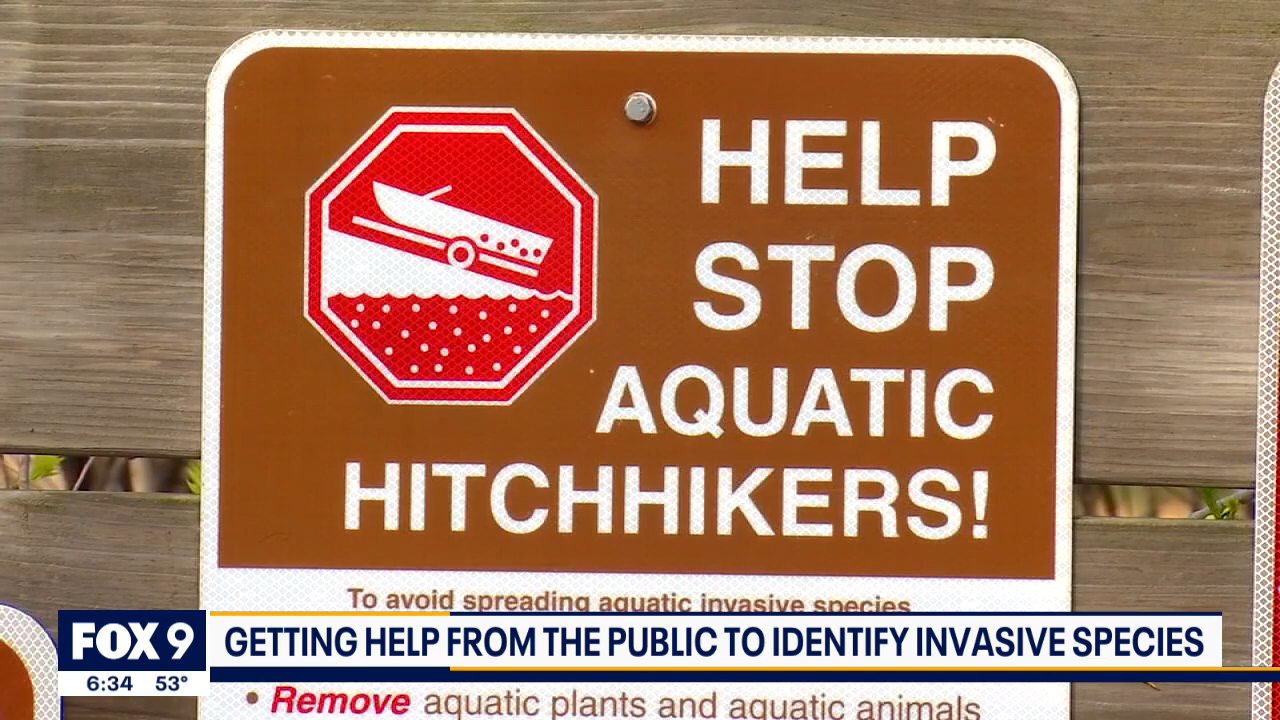 HELP
STOP
AQUATIC
HITCHHIKERS!
To avoid spreading aquatic invasive species
FOX 9
GETTING HELP FROM THE PUBLIC TO IDENTIFY INVASIVE SPECIES
6:34 53°
• Remove aquatic plants and aquatic animals